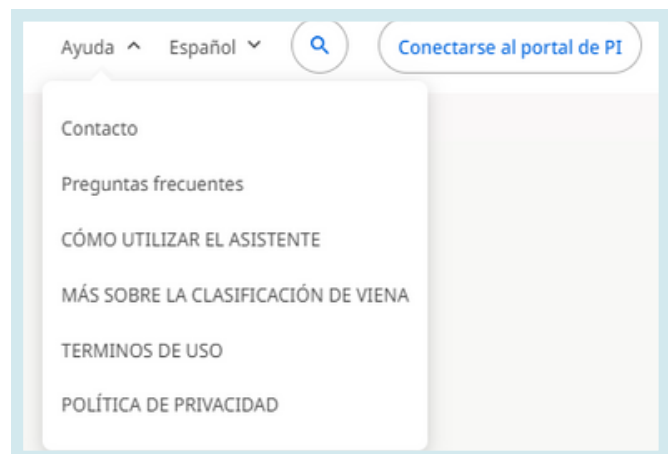 Ayuda Español Conectarse al portal de PI
Contacto
Preguntas frecuentes
CÓMO UTILIZAR EL ASISTENTE
MÁS SOBRE LA CLASIFICACIÓN DE VIENA
TERMINOS DE USO
POLÍTICA DE PRIVACIDAD